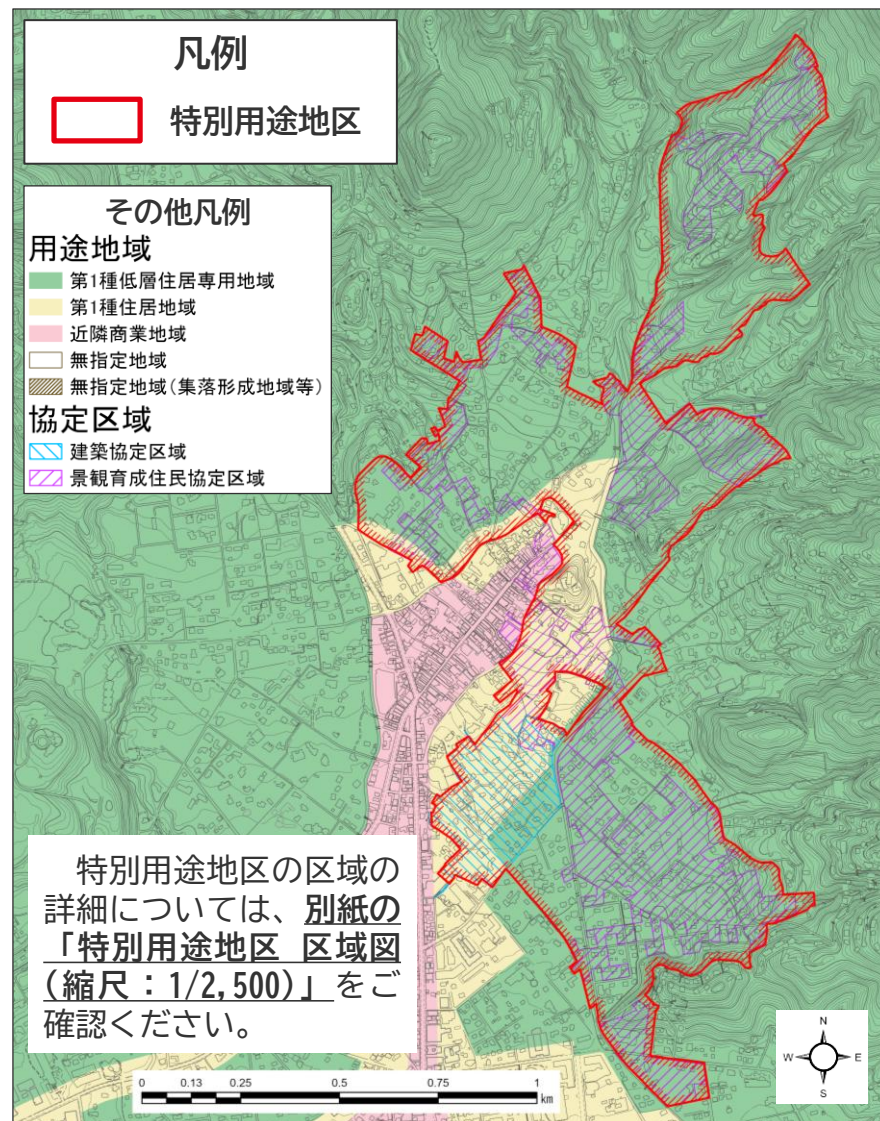 凡例
特別用途地区
その他凡例
用途地域
第1種低層住居専用地域
第1種住居地域
近隣商業地域
無指定地域
無指定地域(集落形成地域等)
協定区域
建築協定区域
景観育成住民協定区域
　特別用途地区の区域の
詳細については、別紙の
「特別用途地区 区域図
(縮尺：1/2,500)」をご
確認ください。
0 0.13 0.25 0.5 0.75 1
km
N
W E
S